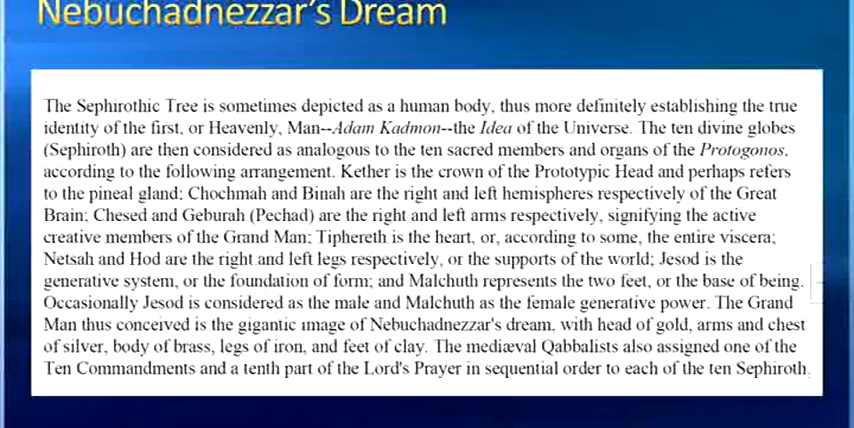 Nebuchadnezzar's Dream
The Sephirothic Tree is sometimes depicted as a human body, thus more definitely establishing the true
identity of the first, or Heavenly, Man--Adam Kadmon--the Idea of the Universe. The ten divine globes
(Sephiroth) are then considered as analogous to the ten sacred members and organs of the Protogonos,
according to the following arrangement. Kether is the crown of the Prototypic Head and perhaps refers
to the pineal gland; Chochmah and Binah are the right and left hemispheres respectively of the Great
Brain; Chesed and Geburah (Pechad) are the right and left arms respectively, signifying the active
creative members of the Grand Man; Tiphereth is the heart, or, according to some, the entire viscera;
Netsah and Hod are the right and left legs respectively, or the supports of the world; Jesod is the
generative system, or the foundation of form; and Malchuth represents the two feet, or the base of being.
Occasionally Jesod is considered as the male and Malchuth as the female generative power. The Grand
Man thus conceived is the gigantic image of Nebuchadnezzar's dream, with head of gold, arms and chest
of silver, body of brass, legs of iron, and feet of clay. The mediæval Qabbalists also assigned one of the
Ten Commandments and a tenth part of the Lord's Prayer in sequential order to each of the ten Sephiroth.